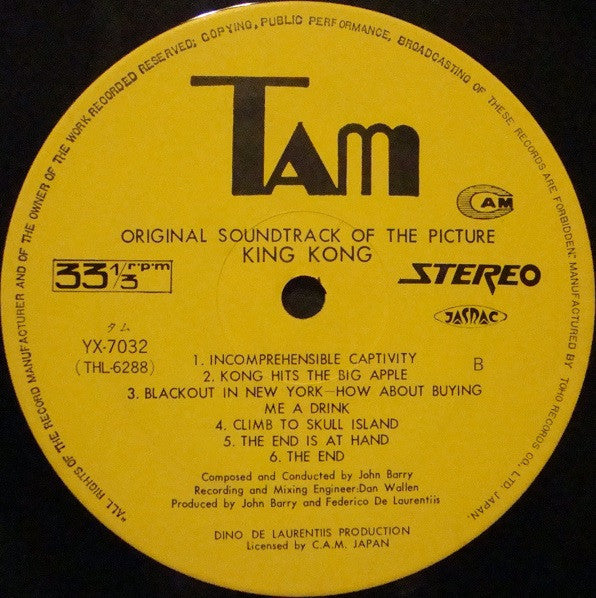 "ALL RIGHTS OF THE RECORD MANUFACTURER AND OF THE OWNER OF THE WORK RECORDED RESERVED; COPYING, PUBLIC PERFORMANCE, BROADCASTING OF THESE RECORDS ARE FORBIDDEN" MANUFACTURED BY TOHO RECORDS CO., LTD. JAPAN.
TAM
CAM
ORIGINAL SOUNDTRACK OF THE PICTURE
KING KONG
33 1/3 rpm
STEREO
JASRAC
タム
YX-7032
(THL-6288)
B
1. INCOMPREHENSIBLE CAPTIVITY
2. KONG HITS THE BIG APPLE
3. BLACKOUT IN NEW YORK—HOW ABOUT BUYING
ME A DRINK
4. CLIMB TO SKULL ISLAND
5. THE END IS AT HAND
6. THE END
Composed and Conducted by John Barry
Recording and Mixing Engineer:Dan Wallen
Produced by John Barry and Federico De Laurentiis
DINO DE LAURENTIIS PRODUCTION
Licensed by C.A.M. JAPAN